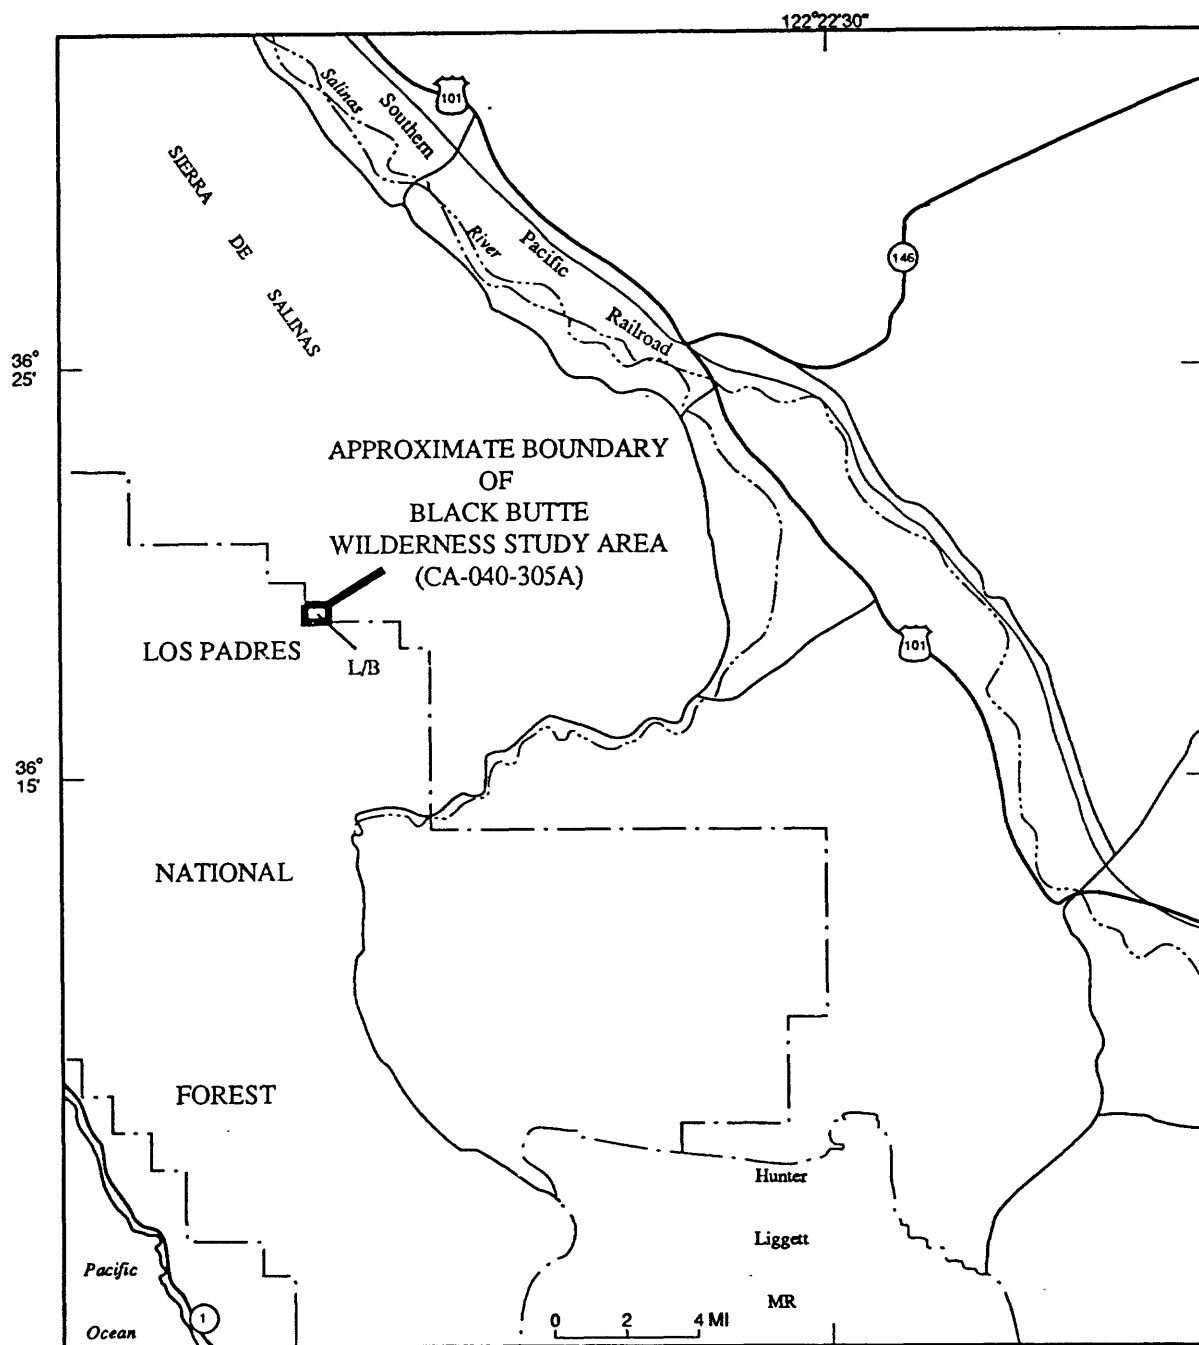 122°22'30"
101
Salinas
Southern
SIERRA
DE
SALINAS
River
Pacific
146
Railroad
36°
25'
APPROXIMATE BOUNDARY
OF
BLACK BUTTE
WILDERNESS STUDY AREA
(CA-040-305A)
LOS PADRES
L/B
101
36°
15'
NATIONAL
FOREST
Hunter
Liggett
MR
Pacific
Ocean
1
0 2 4 MI